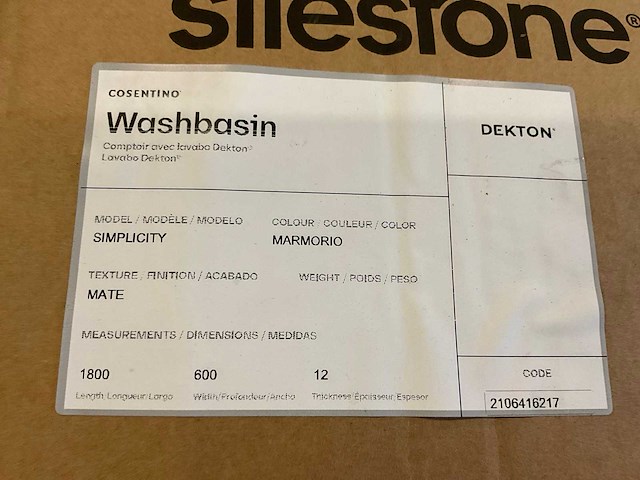 silestone®
COSENTINO®
Washbasin
Comptoir avec lavabo Dekton®
Lavabo Dekton®
DEKTON®
MODEL / MODÈLE / MODELO
SIMPLICITY
COLOUR / COULEUR / COLOR
MARMORIO
TEXTURE / FINITION / ACABADO
MATE
WEIGHT / POIDS / PESO
MEASUREMENTS / DIMENSIONS / MEDIDAS
1800 600 12
Length/Longueur/Largo Width/Profondeur/Ancho Thickness/Épaisseur/Espesor
CODE
2106416217